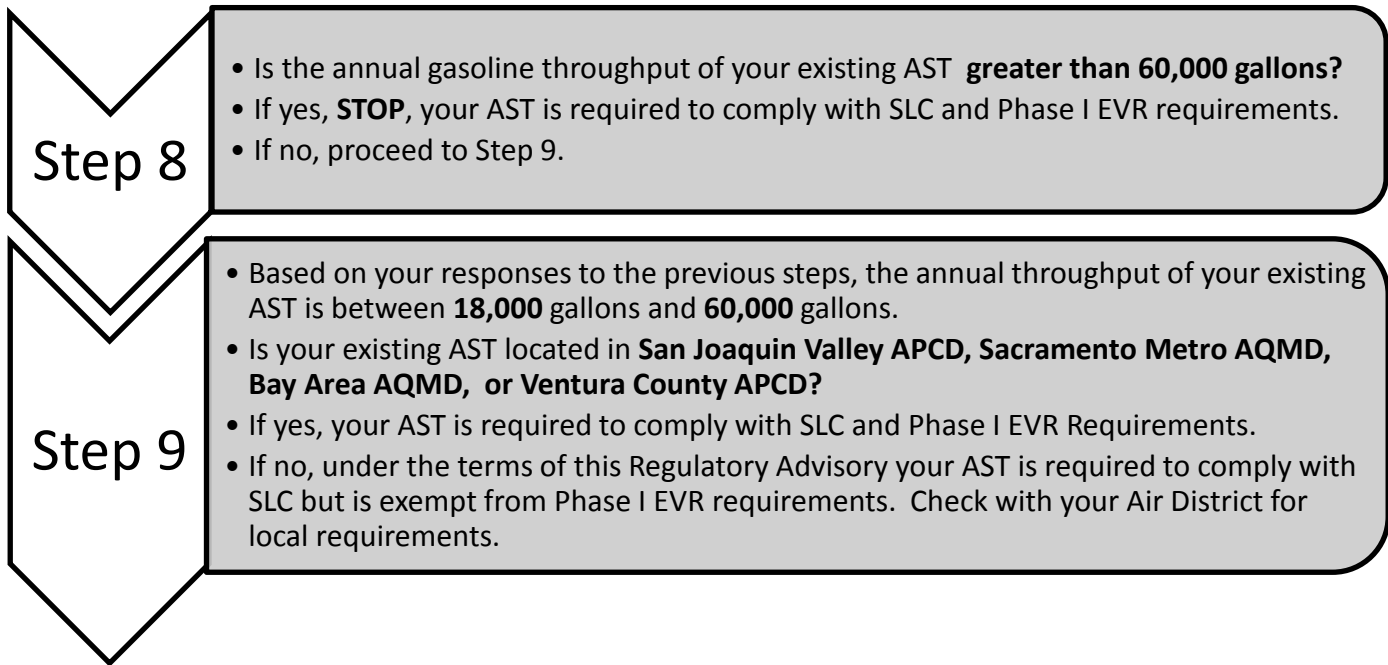 Step 8
• Is the annual gasoline throughput of your existing AST greater than 60,000 gallons?
• If yes, STOP, your AST is required to comply with SLC and Phase I EVR requirements.
• If no, proceed to Step 9.
Step 9
• Based on your responses to the previous steps, the annual throughput of your existing
AST is between 18,000 gallons and 60,000 gallons.
• Is your existing AST located in San Joaquin Valley APCD, Sacramento Metro AQMD,
Bay Area AQMD, or Ventura County APCD?
• If yes, your AST is required to comply with SLC and Phase I EVR Requirements.
• If no, under the terms of this Regulatory Advisory your AST is required to comply with
SLC but is exempt from Phase I EVR requirements. Check with your Air District for
local requirements.